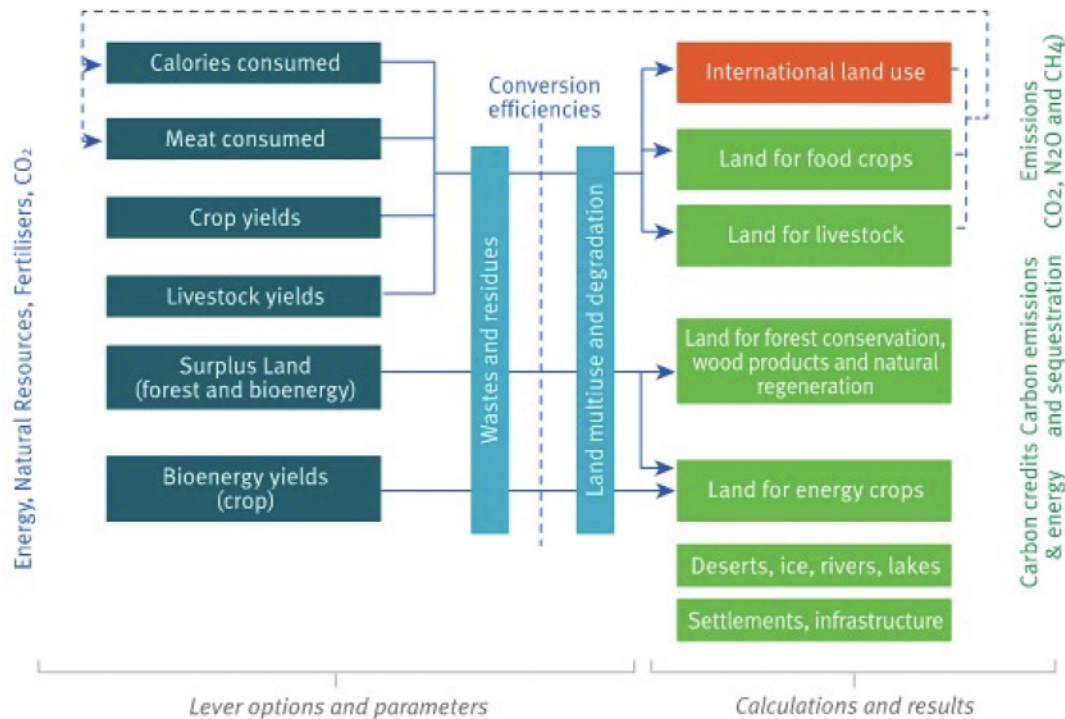 Energy, Natural Resources, Fertilisers, CO₂
Calories consumed
Meat consumed
Crop yields
Livestock yields
Surplus Land
(forest and bioenergy)
Bioenergy yields
(crop)
Conversion
efficiencies
Wastes and residues
Land multiuse and degradation
International land use
Land for food crops
Land for livestock
Land for forest conservation,
wood products and natural
regeneration
Land for energy crops
Deserts, ice, rivers, lakes
Settlements, infrastructure
Emissions
CO2, N2O and CH4)
Carbon emissions
and sequestration
Carbon credits
& energy
Lever options and parameters
Calculations and results